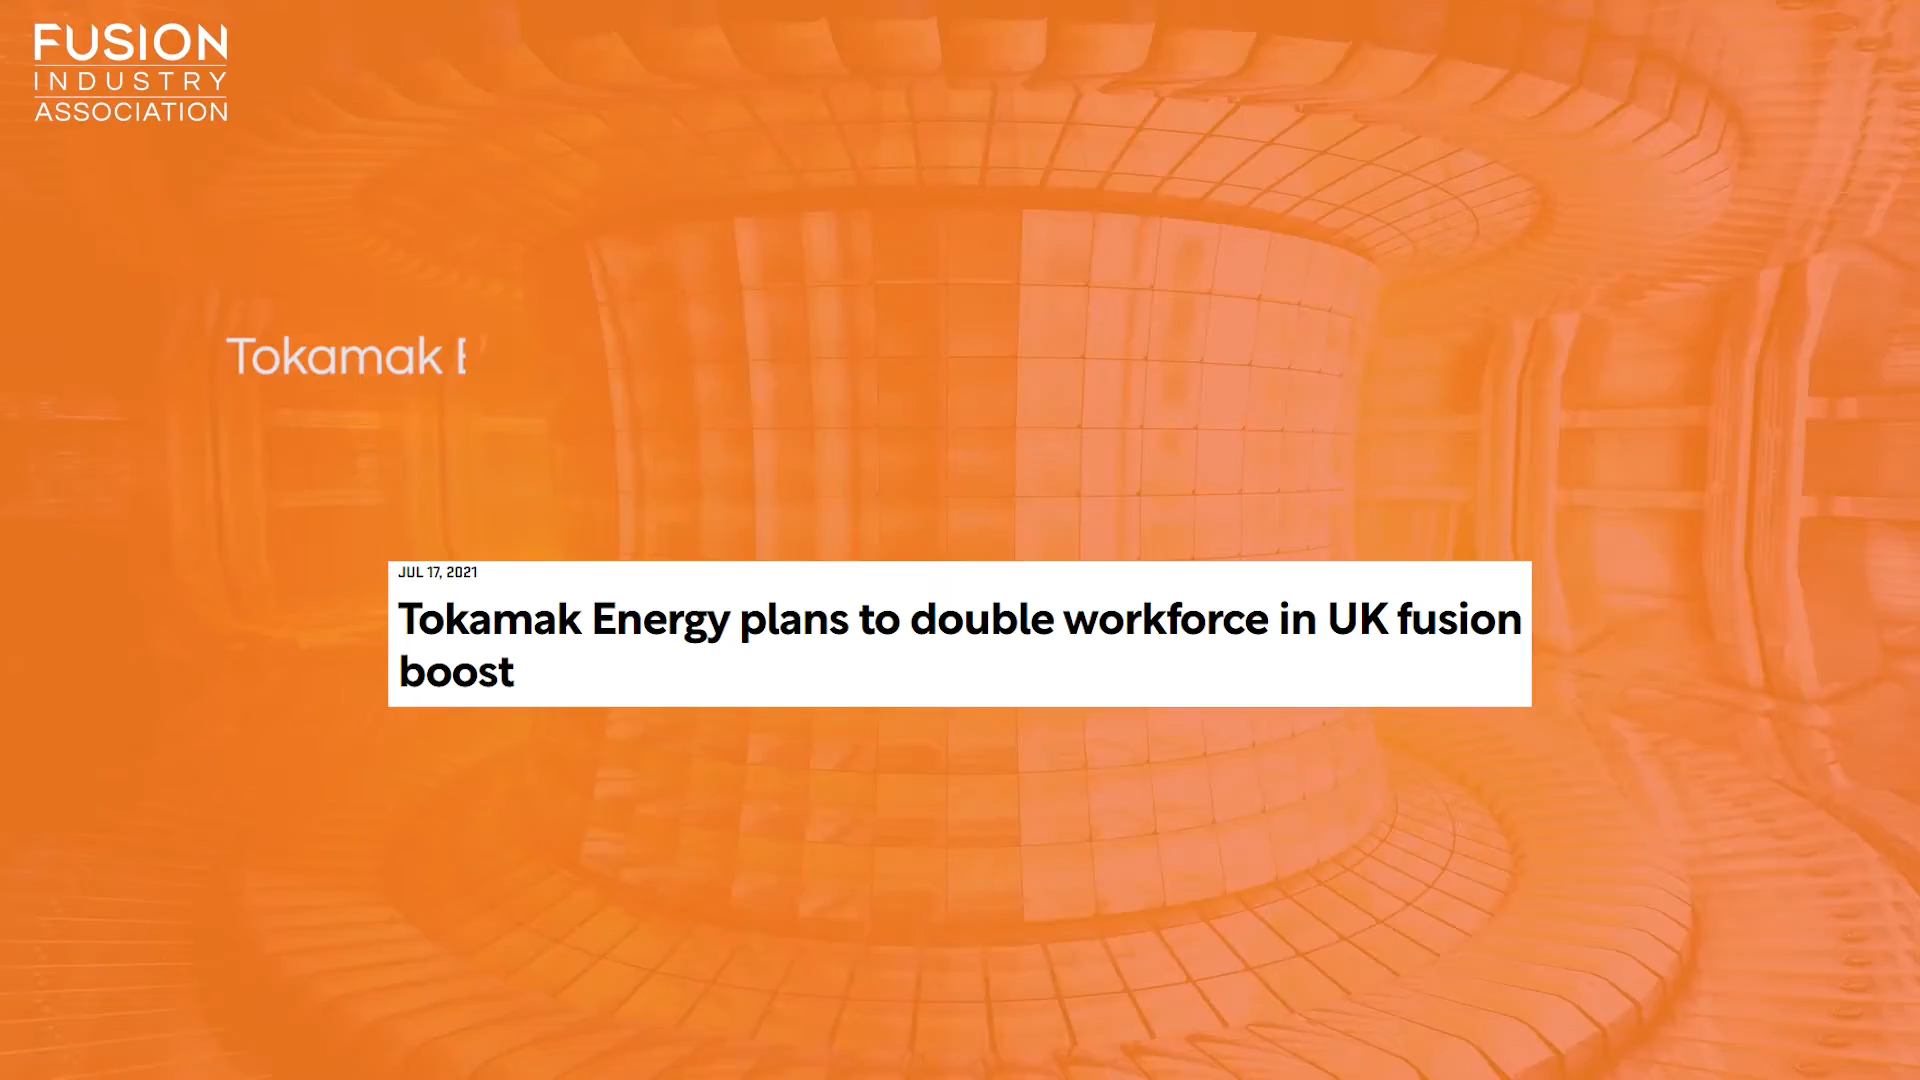 FUSION
INDUSTRY
ASSOCIATION
Tokamak E
JUL 17, 2021
Tokamak Energy plans to double workforce in UK fusion
boost